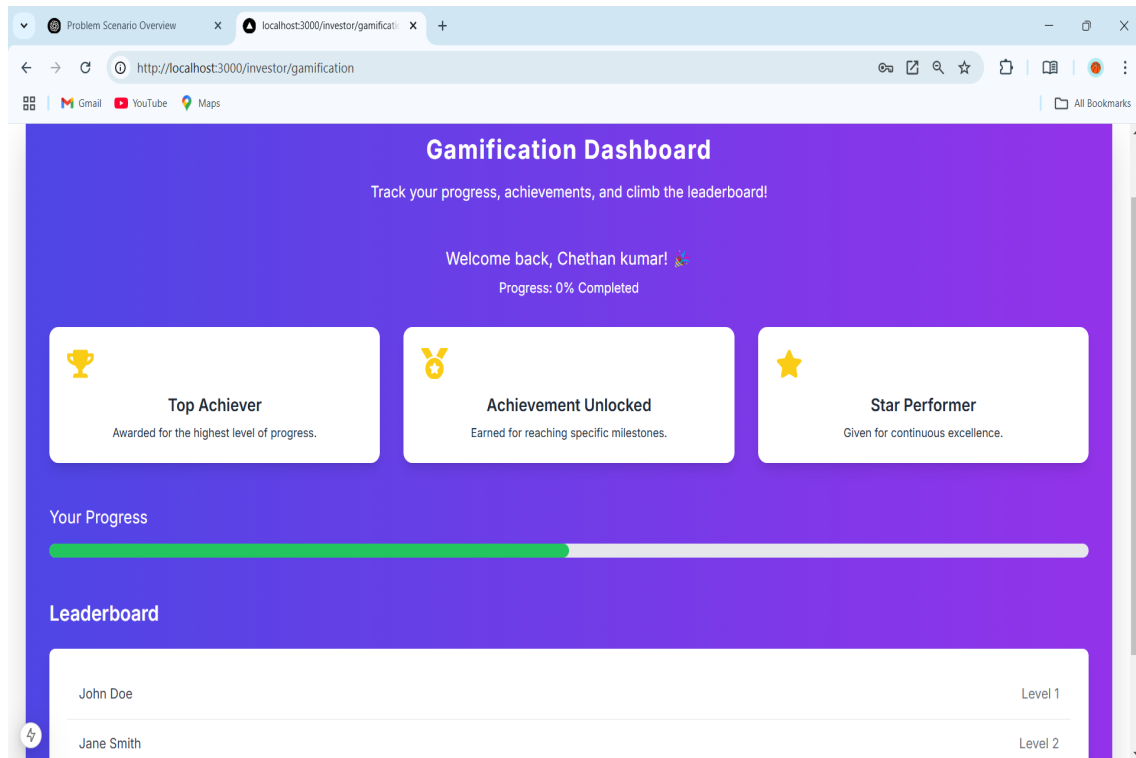 Problem Scenario Overview
localhost:3000/investor/gamificatio
http://localhost:3000/investor/gamification
Gmail
YouTube
Maps
All Bookmarks
Gamification Dashboard
Track your progress, achievements, and climb the leaderboard!
Welcome back, Chethan kumar! 🎉
Progress: 0% Completed
Top Achiever
Awarded for the highest level of progress.
Achievement Unlocked
Earned for reaching specific milestones.
Star Performer
Given for continuous excellence.
Your Progress
Leaderboard
John Doe Level 1
Jane Smith Level 2